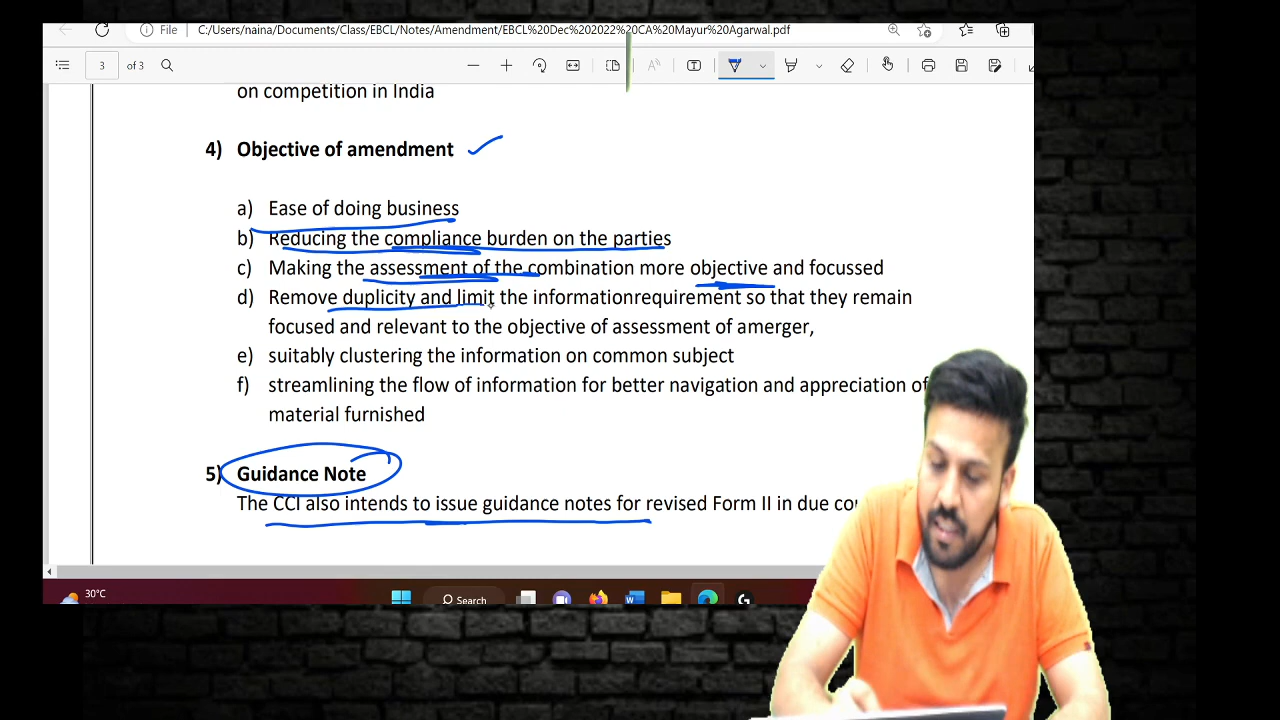 File C:/Users/naina/Documents/Class/EBCL/Notes/Amendment/EBCL%20Dec%202022%20CA%20Mayur%20Agarwal.pdf
3 of 3
on competition in India
4) Objective of amendment
a) Ease of doing business
b) Reducing the compliance burden on the parties
c) Making the assessment of the combination more objective and focussed
d) Remove duplicity and limit the informationrequirement so that they remain
focused and relevant to the objective of assessment of amerger,
e) suitably clustering the information on common subject
f) streamlining the flow of information for better navigation and appreciation of
material furnished
5) Guidance Note
The CCI also intends to issue guidance notes for revised Form II in due
30°C
Search